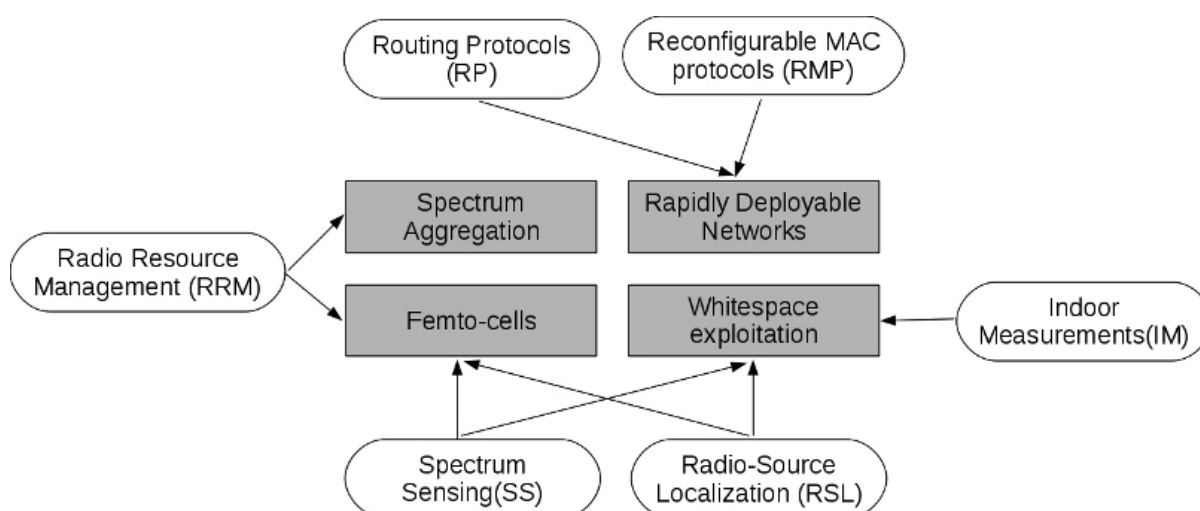 Routing Protocols
(RP)
Reconfigurable MAC
protocols (RMP)
Spectrum
Aggregation
Rapidly Deployable
Networks
Radio Resource
Management (RRM)
Femto-cells
Whitespace
exploitation
Indoor
Measurements(IM)
Spectrum
Sensing(SS)
Radio-Source
Localization (RSL)